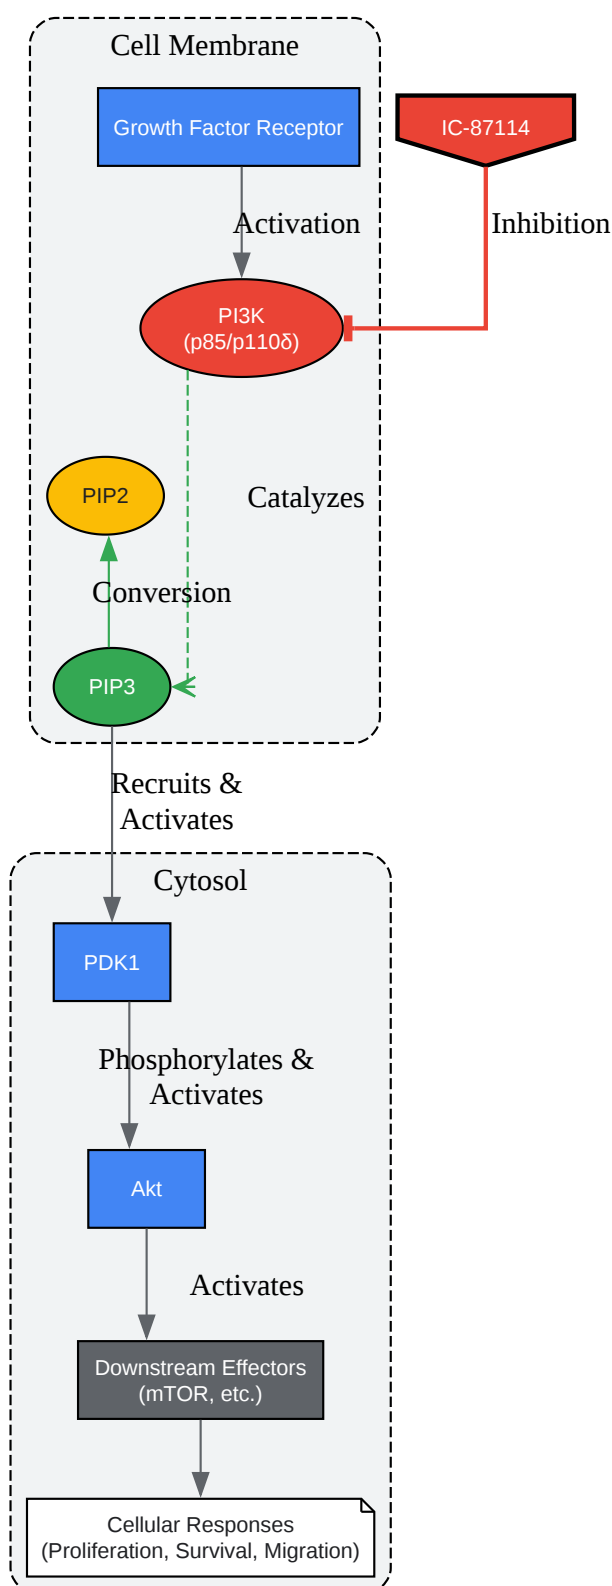 Cell Membrane
Growth Factor Receptor
IC-87114
Activation
Inhibition
PI3K
(p85/p110δ)
PIP2
Catalyzes
Conversion
PIP3
Recruits &
Activates
Cytosol
PDK1
Phosphorylates &
Activates
Akt
Activates
Downstream Effectors
(mTOR, etc.)
Cellular Responses
(Proliferation, Survival, Migration)